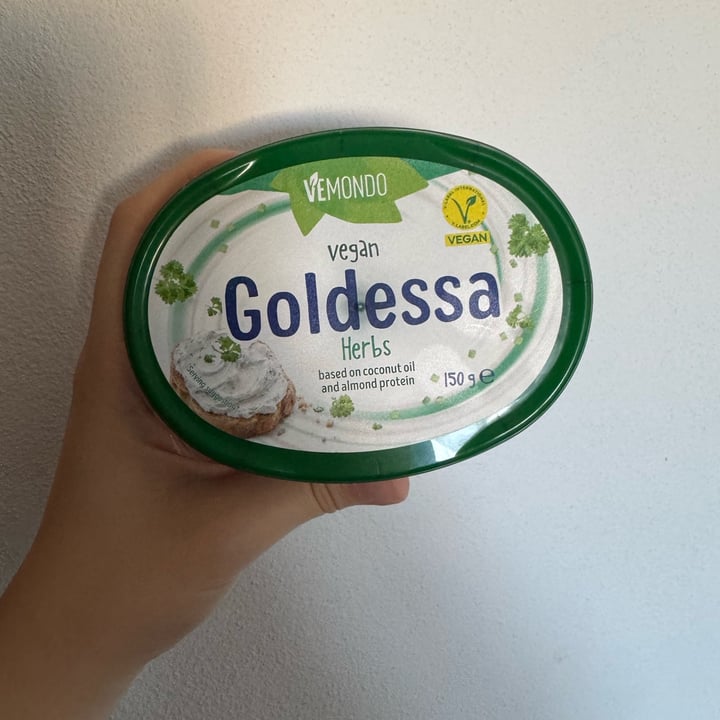 VEMONDO
VEGAN
vegan
Goldessa
Herbs
based on coconut oil
and almond protein
150 g ℮